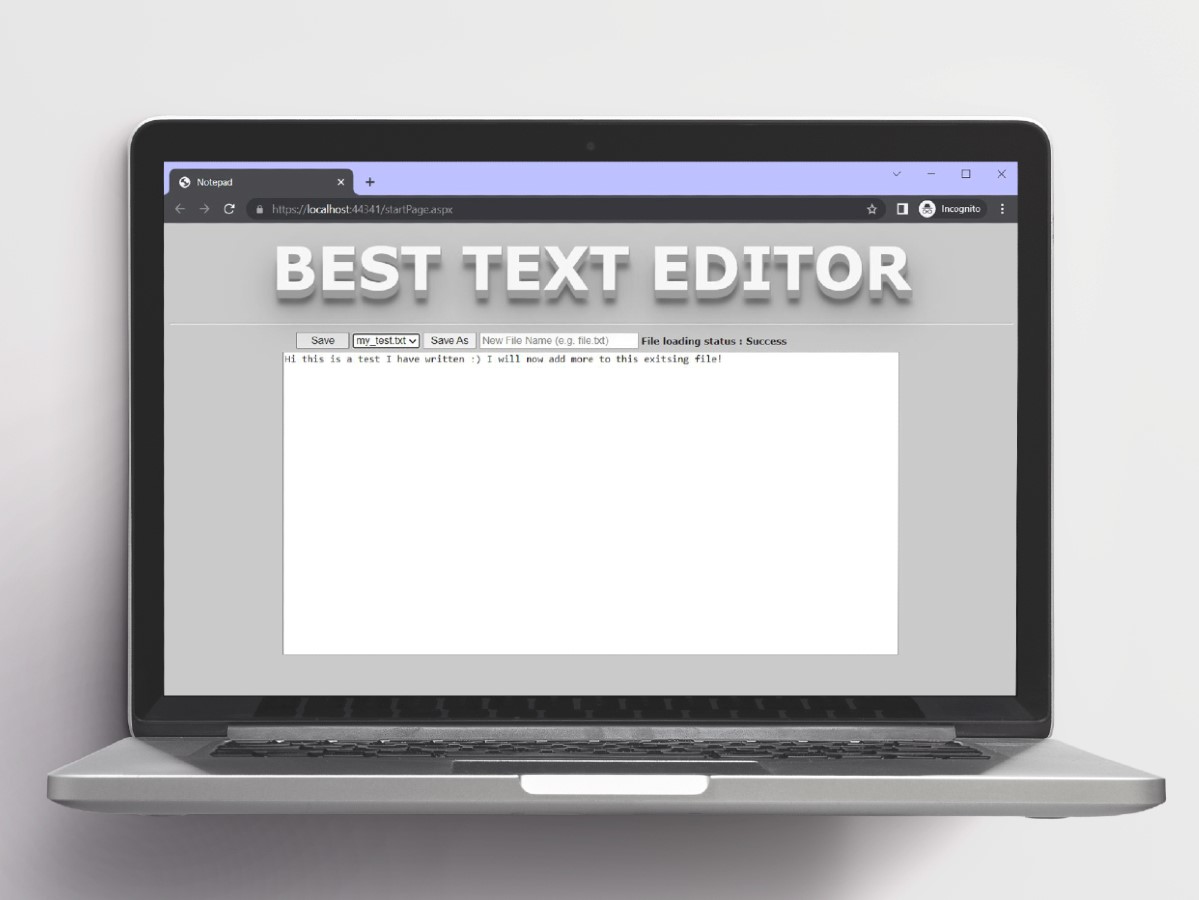 Notepad
https://localhost:44341/startPage.aspx
Incognito
BEST TEXT EDITOR
Save my_test.txt Save As New File Name (e.g. file.txt) File loading status : Success
Hi this is a test I have written :) I will now add more to this exitsing file!